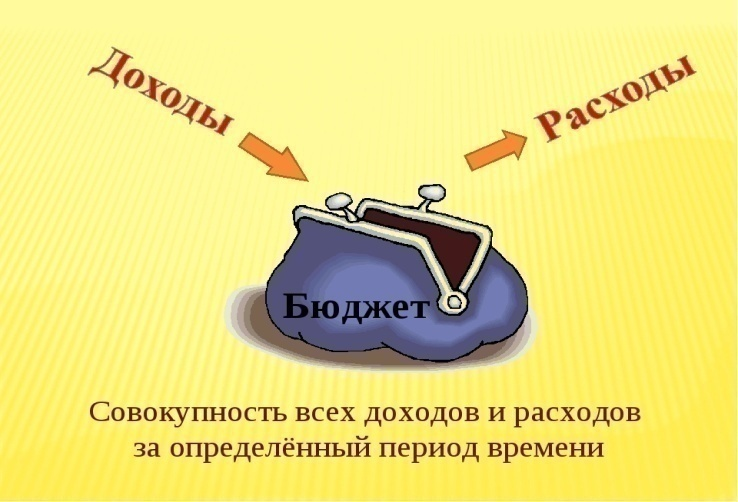 Доходы
Расходы
Бюджет
Совокупность всех доходов и расходов
за определённый период времени